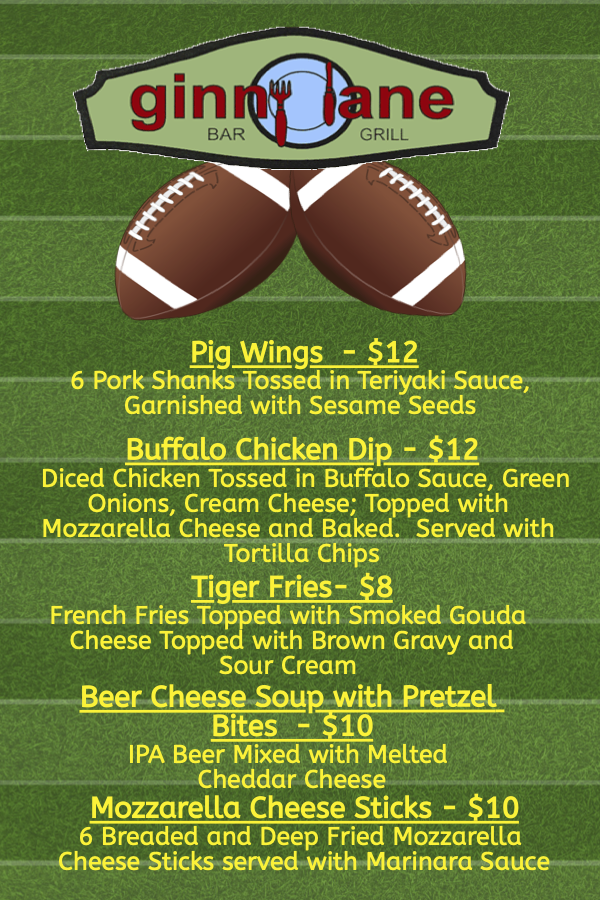 ginny lane
BAR GRILL
Pig Wings - $12
6 Pork Shanks Tossed in Teriyaki Sauce,
Garnished with Sesame Seeds
Buffalo Chicken Dip - $12
Diced Chicken Tossed in Buffalo Sauce, Green
Onions, Cream Cheese; Topped with
Mozzarella Cheese and Baked. Served with
Tortilla Chips
Tiger Fries- $8
French Fries Topped with Smoked Gouda
Cheese Topped with Brown Gravy and
Sour Cream
Beer Cheese Soup with Pretzel
Bites - $10
IPA Beer Mixed with Melted
Cheddar Cheese
Mozzarella Cheese Sticks - $10
6 Breaded and Deep Fried Mozzarella
Cheese Sticks served with Marinara Sauce